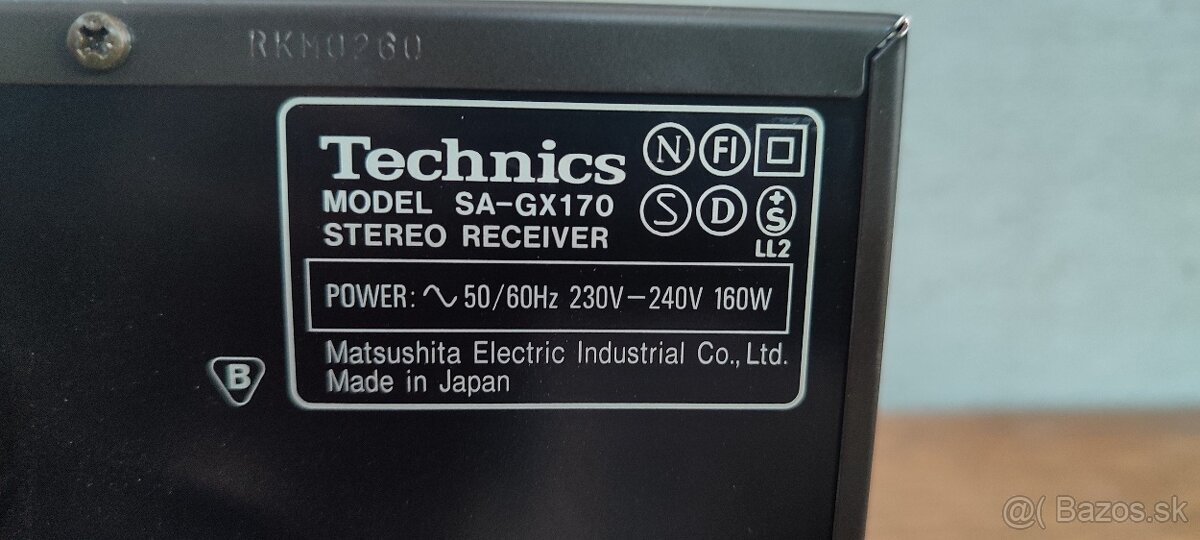 RKM0260
Technics N FI
MODEL SA-GX170 S D +S
STEREO RECEIVER LL2
POWER: ∿ 50/60Hz 230V-240V 160W
Matsushita Electric Industrial Co., Ltd.
B Made in Japan
@( Bazos.sk